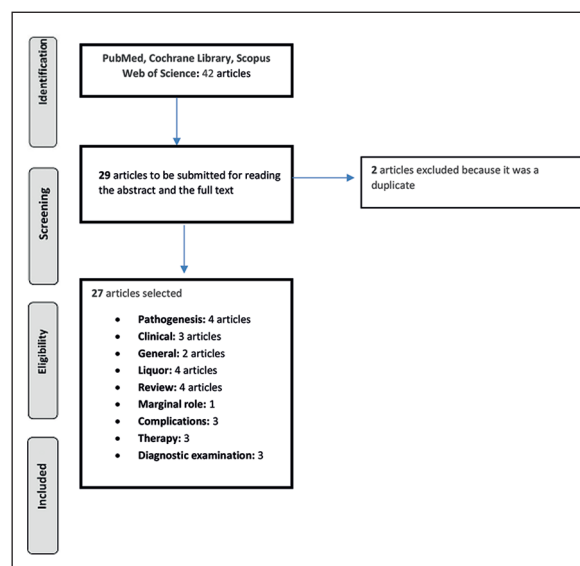 Identification
PubMed, Cochrane Library, Scopus
Web of Science: 42 articles
Screening
29 articles to be submitted for reading
the abstract and the full text
2 articles excluded because it was a
duplicate
Eligibility
27 articles selected
• Pathogenesis: 4 articles
• Clinical: 3 articles
• General: 2 articles
• Liquor: 4 articles
• Review: 4 articles
• Marginal role: 1
• Complications: 3
• Therapy: 3
• Diagnostic examination: 3
Included